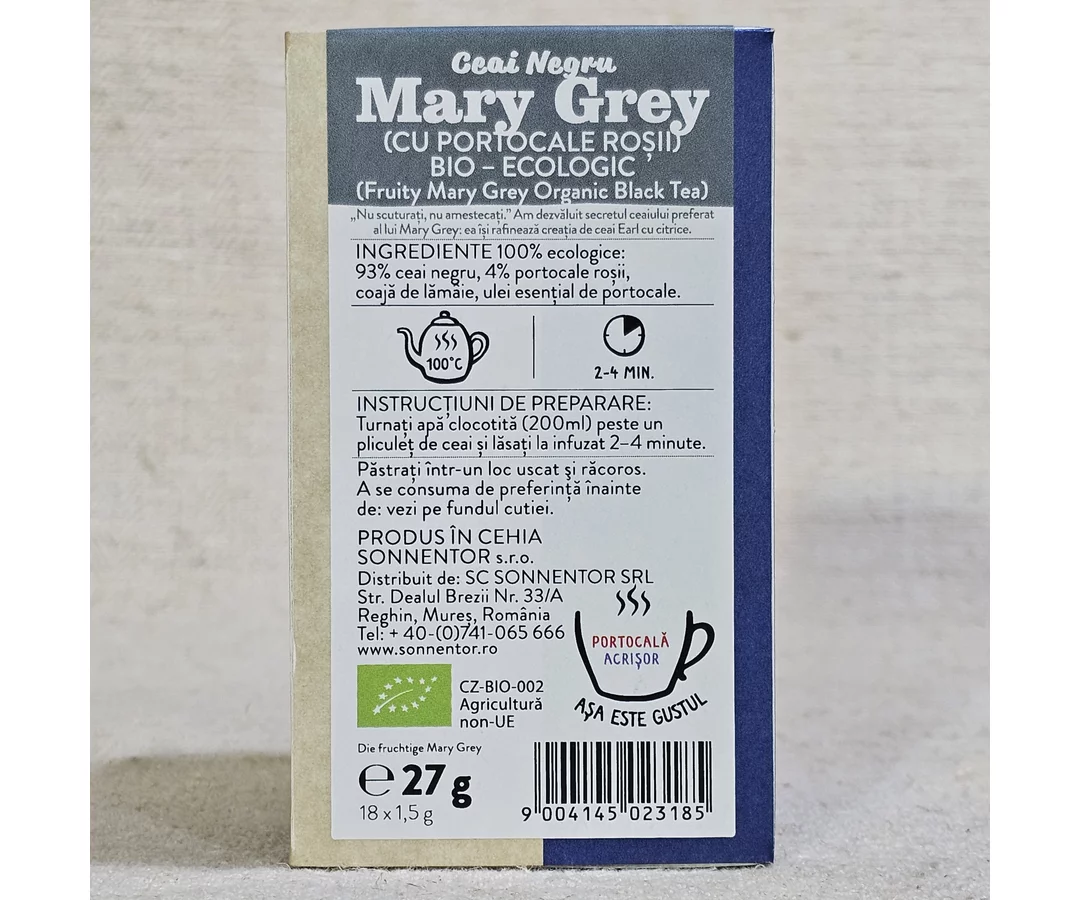 Ceai Negru
Mary Grey
(CU PORTOCALE ROȘII)
BIO – ECOLOGIC
(Fruity Mary Grey Organic Black Tea)
„Nu scuturați, nu amestecați.” Am dezvăluit secretul ceaiului preferat
al lui Mary Grey: ea își rafinează creația de ceai Earl cu citrice.
INGREDIENTE 100% ecologice:
93% ceai negru, 4% portocale roșii,
coajă de lămâie, ulei esențial de portocale.
100°C
2-4 MIN.
INSTRUCȚIUNI DE PREPARARE:
Turnați apă clocotită (200ml) peste un
pliculeț de ceai și lăsați la infuzat 2–4 minute.
Păstrați într-un loc uscat și răcoros.
A se consuma de preferință înainte
de: vezi pe fundul cutiei.
PRODUS ÎN CEHIA
SONNENTOR s.r.o.
Distribuit de: SC SONNENTOR SRL
Str. Dealul Brezii Nr. 33/A
Reghin, Mureș, România
Tel: + 40-(0)741-065 666
www.sonnentor.ro
PORTOCALĂ
ACRIȘOR
AȘA ESTE GUSTUL
CZ-BIO-002
Agricultură
non-UE
Die fruchtige Mary Grey
℮ 27 g
18 x 1,5 g
9 004145 023185